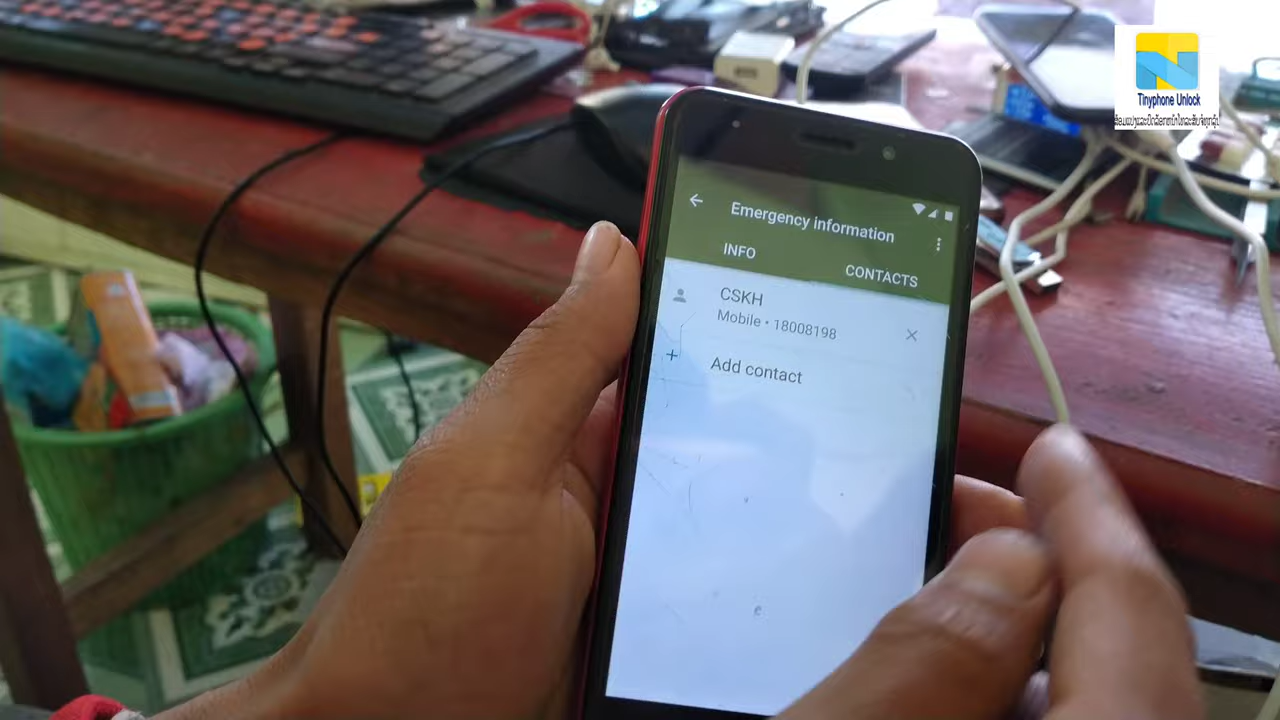 Tinyphone Unlock
Emergency information
INFO
CONTACTS
CSKH
Mobile • 18008198
Add contact